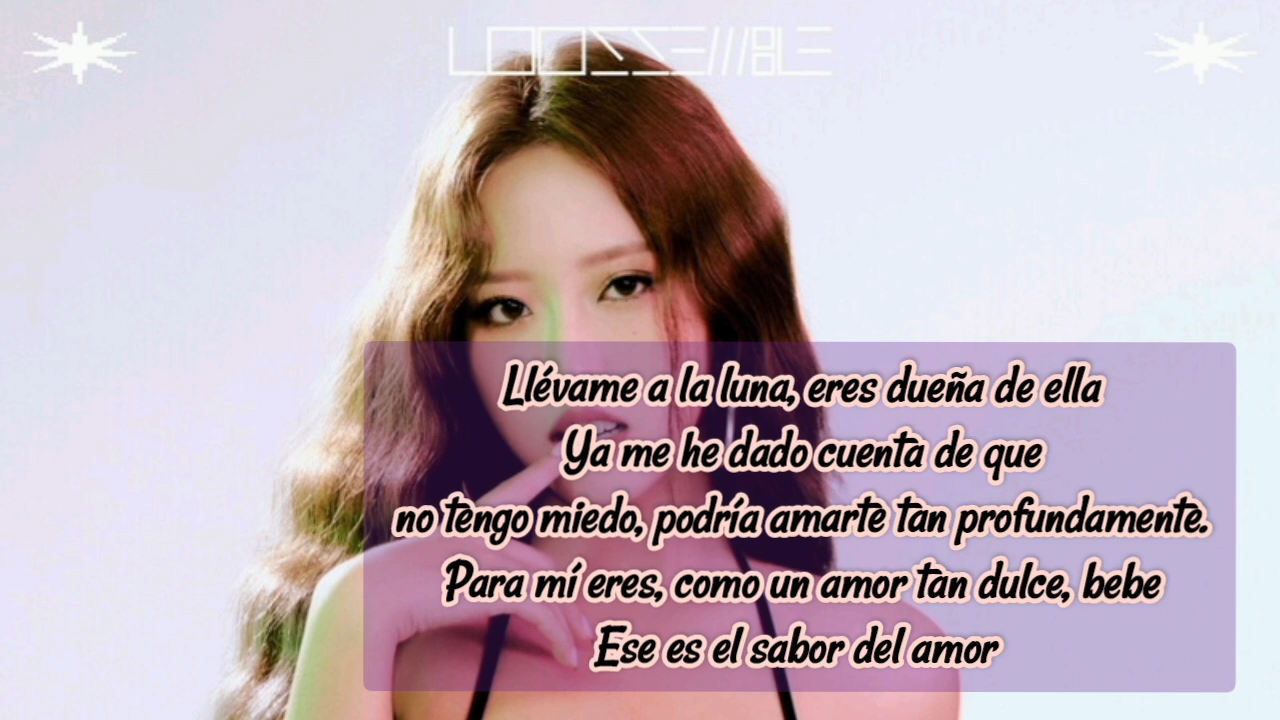 LOOSSEMBLE
Llévame a la luna, eres dueña de ella
Ya me he dado cuenta de que
no tengo miedo, podría amarte tan profundamente.
Para mí eres, como un amor tan dulce, bebe
Ese es el sabor del amor